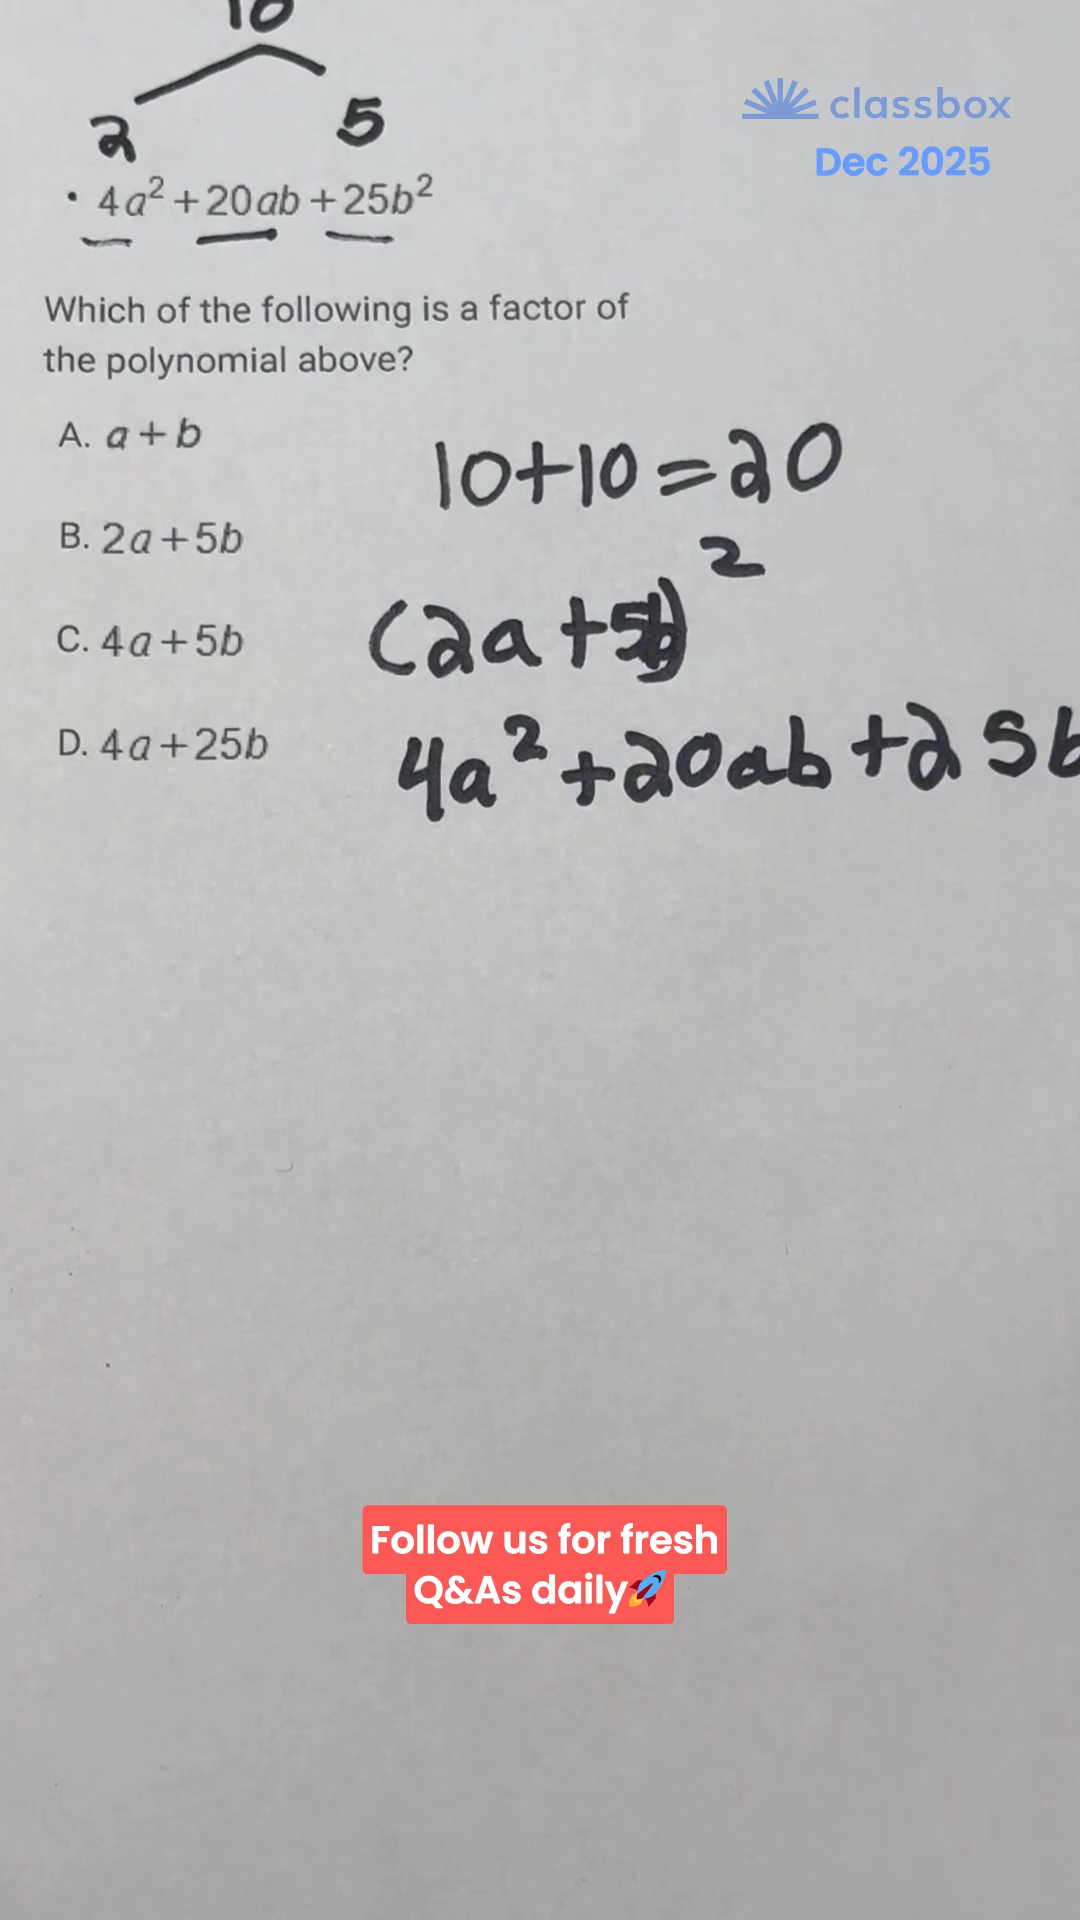 10
classbox
Dec 2025
2 5
• 4a² + 20ab + 25b²
Which of the following is a factor of
the polynomial above?
A. a + b
10+10=20
B. 2a + 5b
(2a+5b)²
C. 4a + 5b
4a²+20ab+25b
D. 4a + 25b
Follow us for fresh
Q&As daily🚀